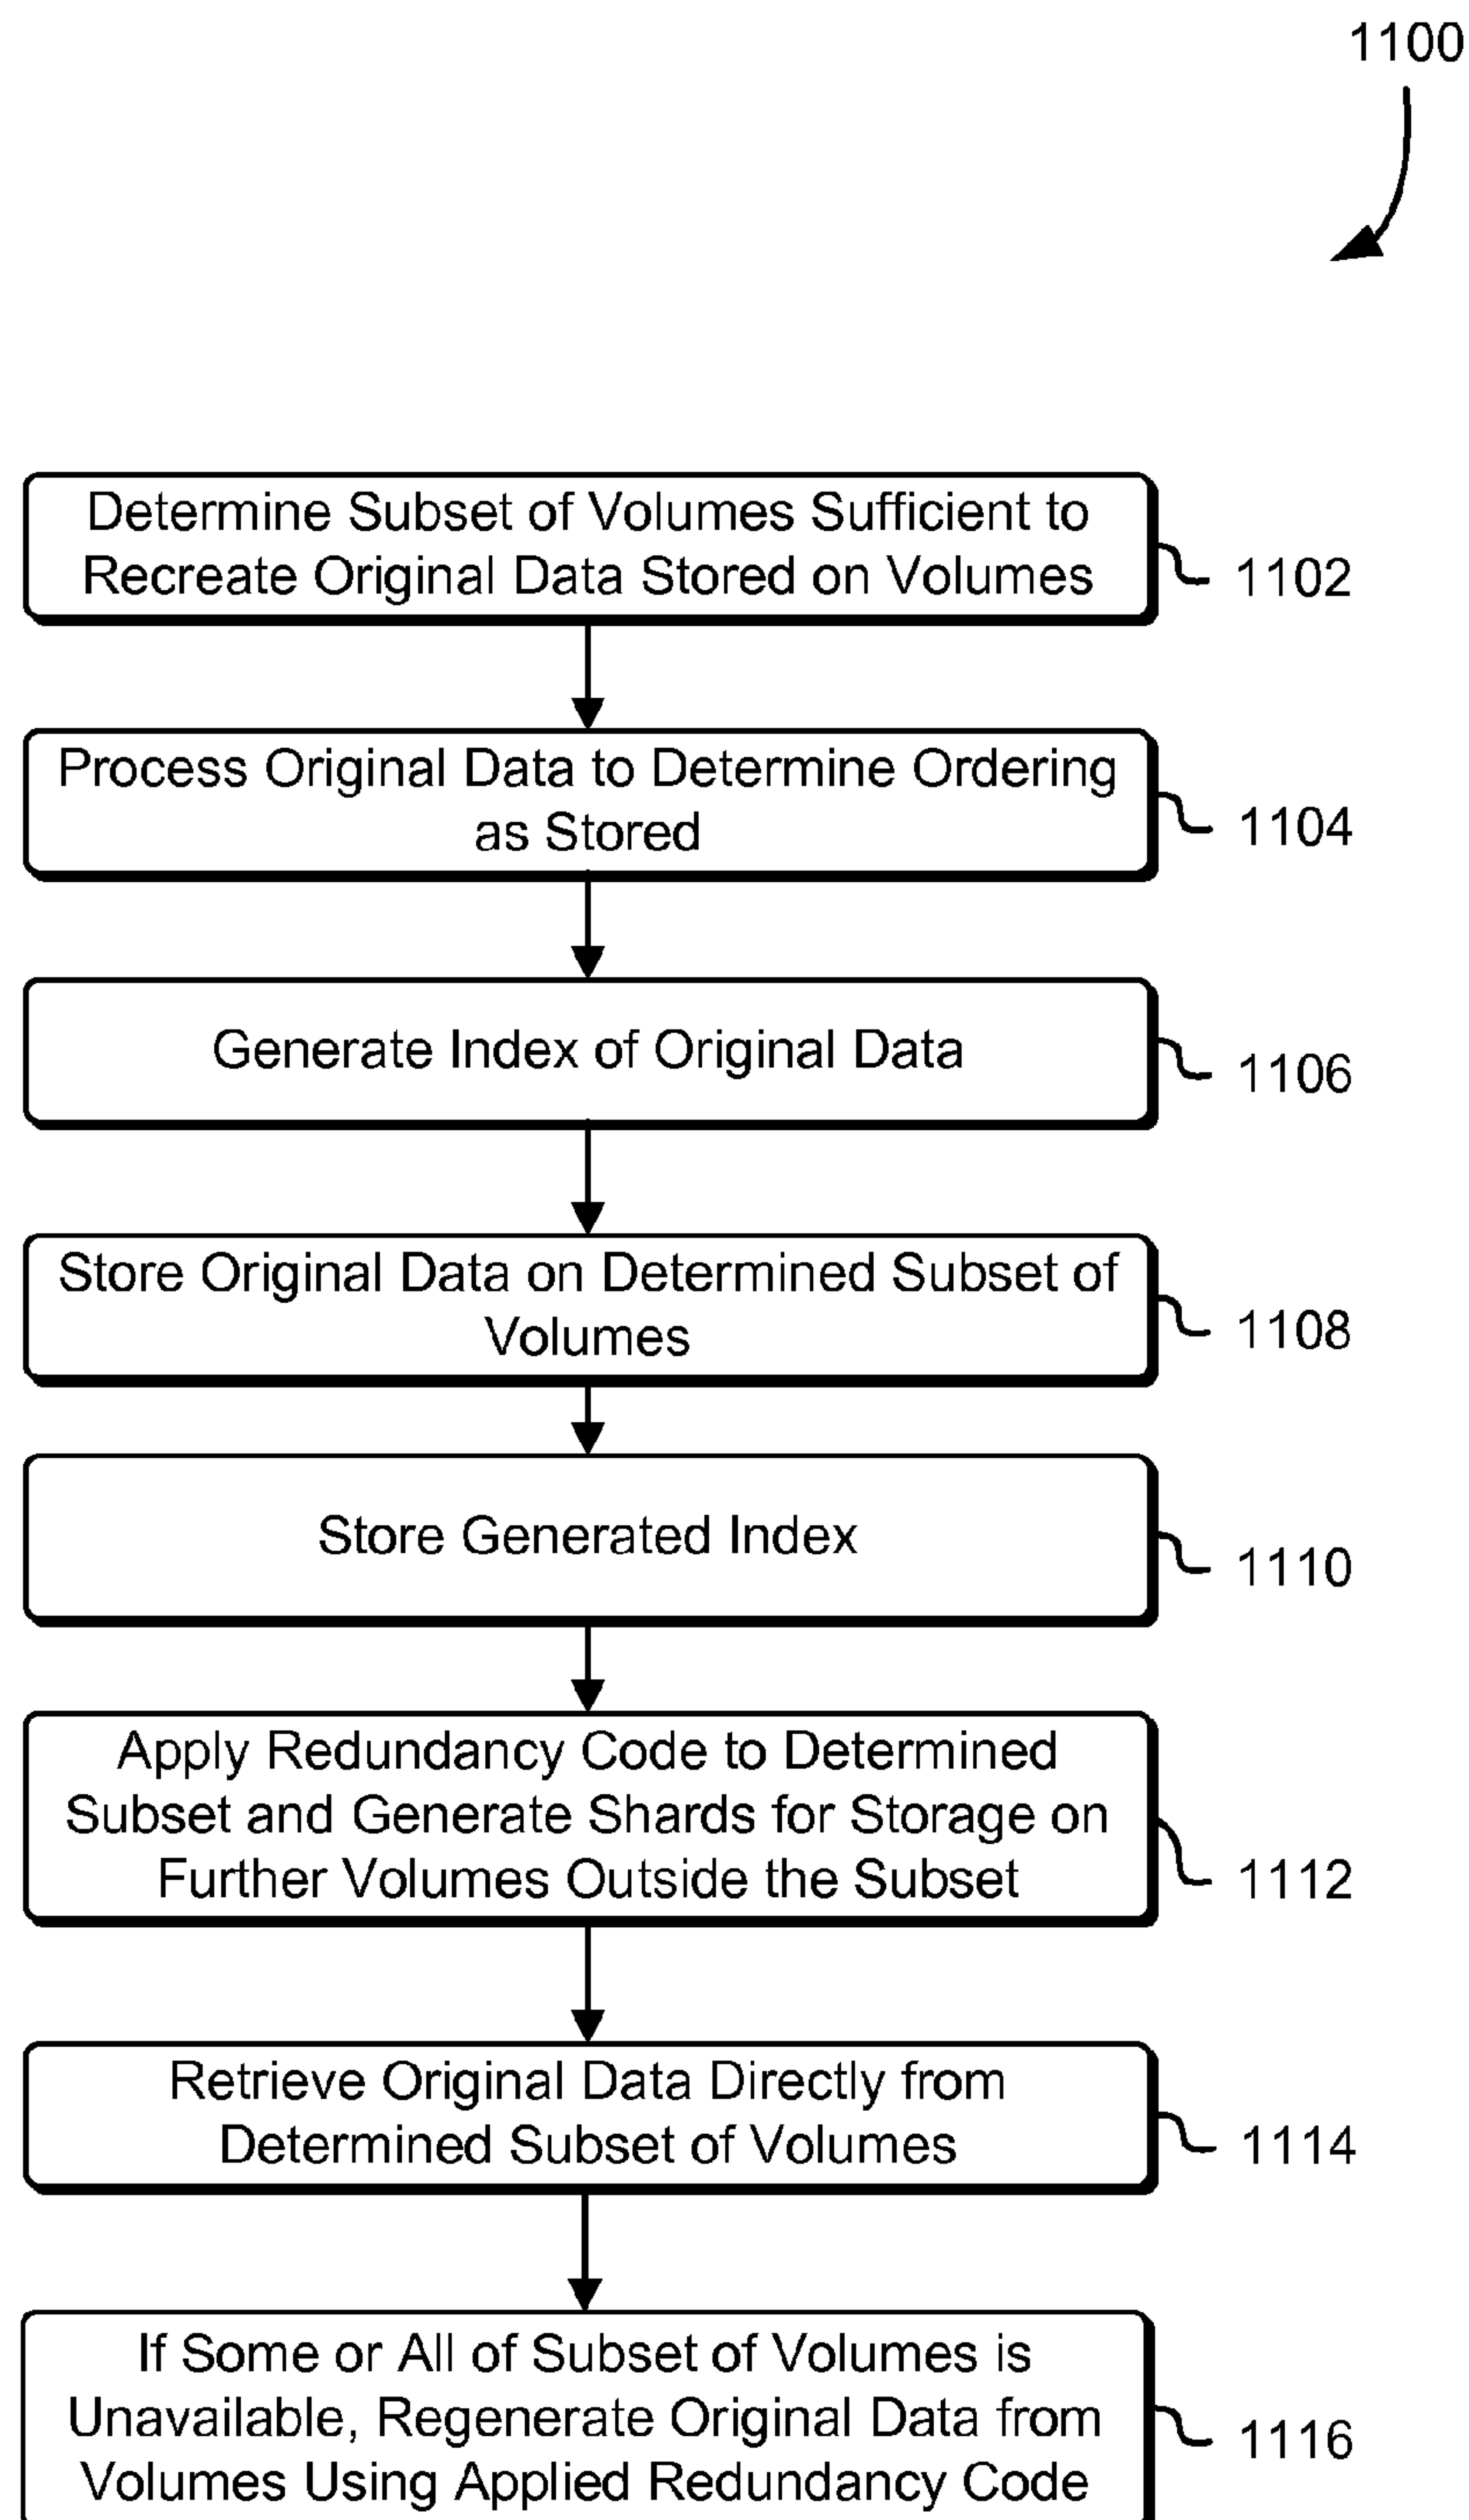 1100
Determine Subset of Volumes Sufficient to
Recreate Original Data Stored on Volumes
1102
Process Original Data to Determine Ordering
as Stored
1104
Generate Index of Original Data
1106
Store Original Data on Determined Subset of
Volumes
1108
Store Generated Index
1110
Apply Redundancy Code to Determined
Subset and Generate Shards for Storage on
Further Volumes Outside the Subset
1112
Retrieve Original Data Directly from
Determined Subset of Volumes
1114
If Some or All of Subset of Volumes is
Unavailable, Regenerate Original Data from
Volumes Using Applied Redundancy Code
1116